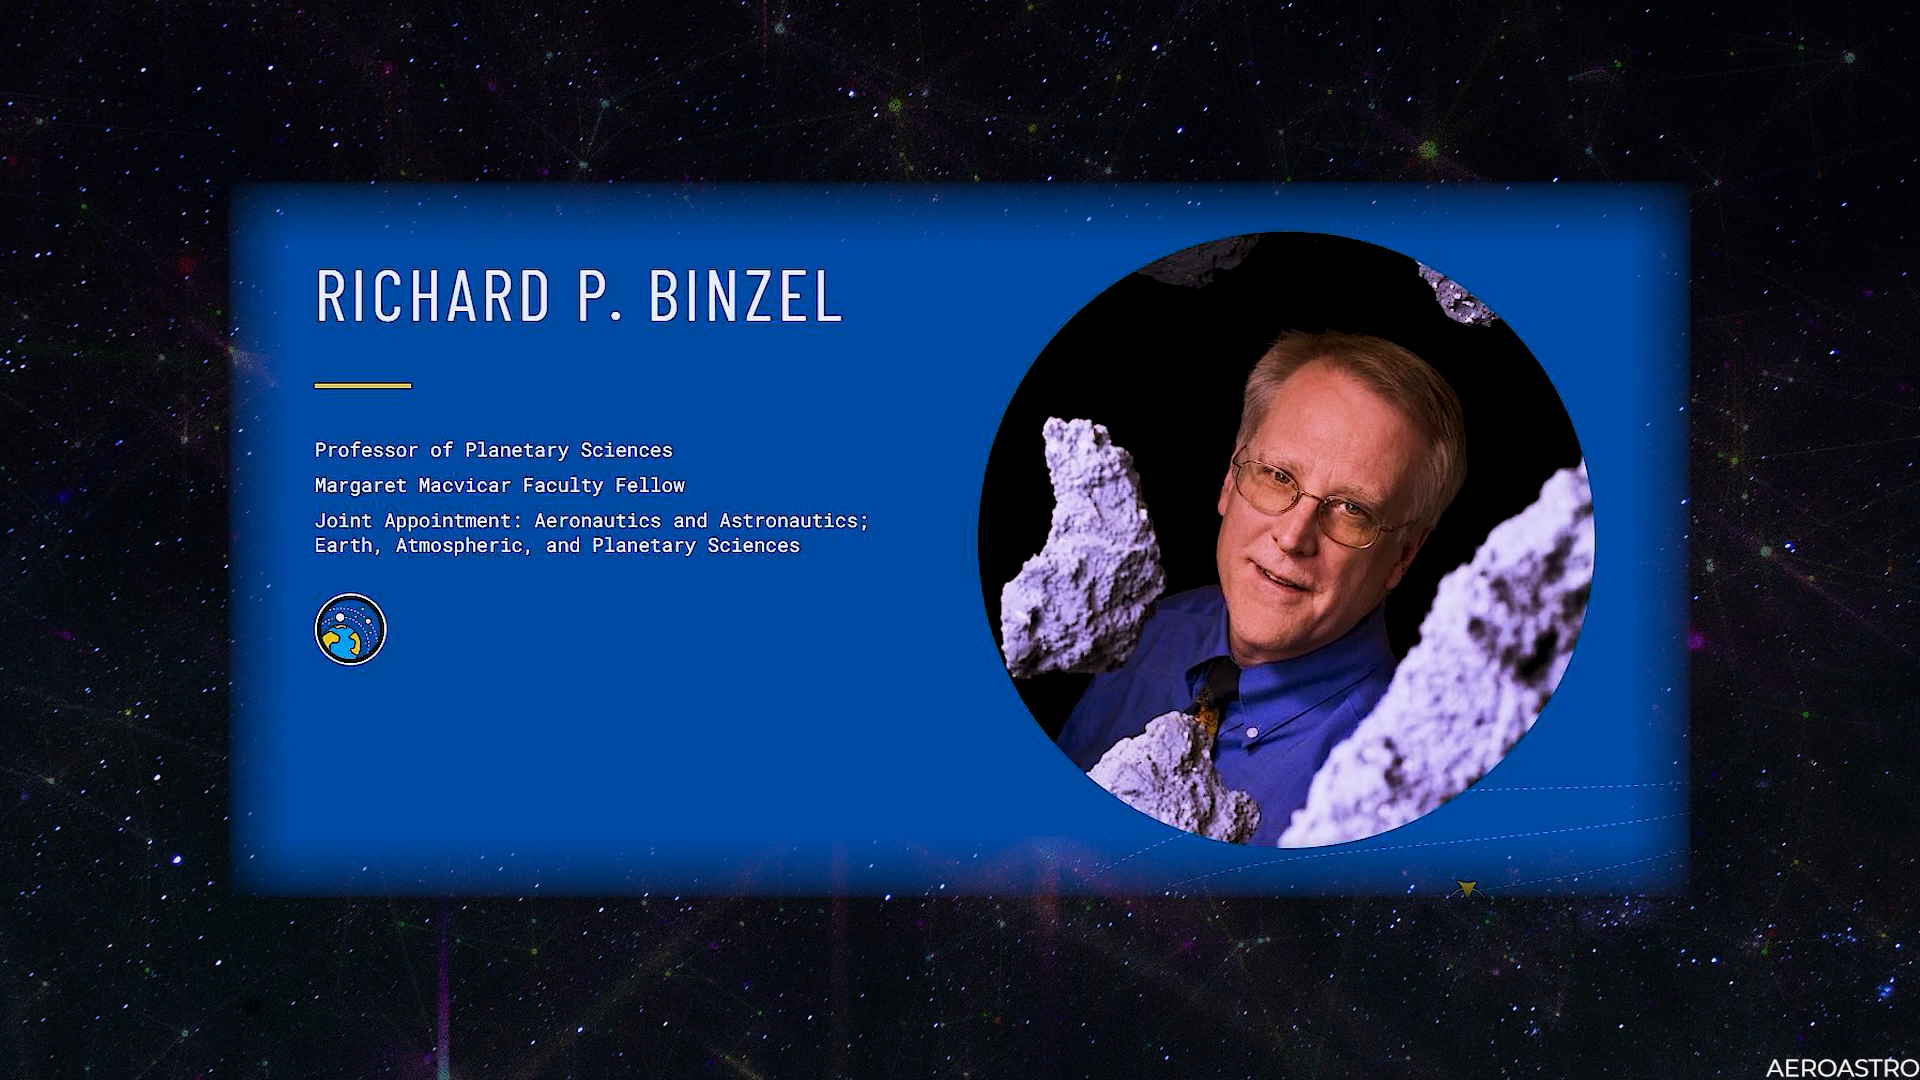 RICHARD P. BINZEL
Professor of Planetary Sciences
Margaret Macvicar Faculty Fellow
Joint Appointment: Aeronautics and Astronautics;
Earth, Atmospheric, and Planetary Sciences
AEROASTRO